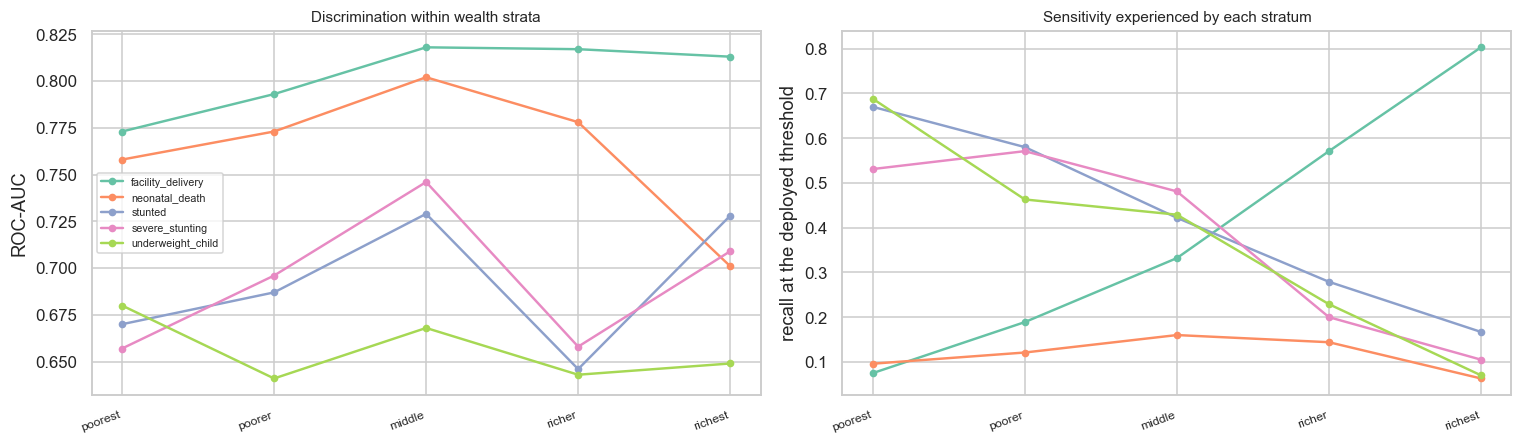 Discrimination within wealth strata
ROC-AUC
0.825
0.800
0.775
0.750
0.725
0.700
0.675
0.650
facility_delivery
neonatal_death
stunted
severe_stunting
underweight_child
poorest
poorer
middle
richer
richest
Sensitivity experienced by each stratum
recall at the deployed threshold
0.8
0.7
0.6
0.5
0.4
0.3
0.2
0.1
poorest
poorer
middle
richer
richest